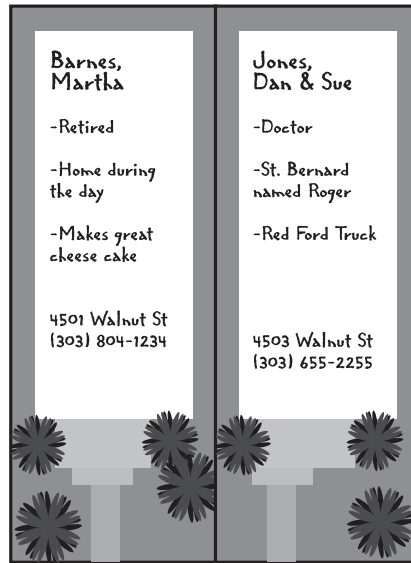 Barnes,
Martha
-Retired
-Home during
the day
-Makes great
cheese cake
4501 Walnut St
(303) 804-1234
Jones,
Dan & Sue
-Doctor
-St. Bernard
named Roger
-Red Ford Truck
4503 Walnut St
(303) 655-2255